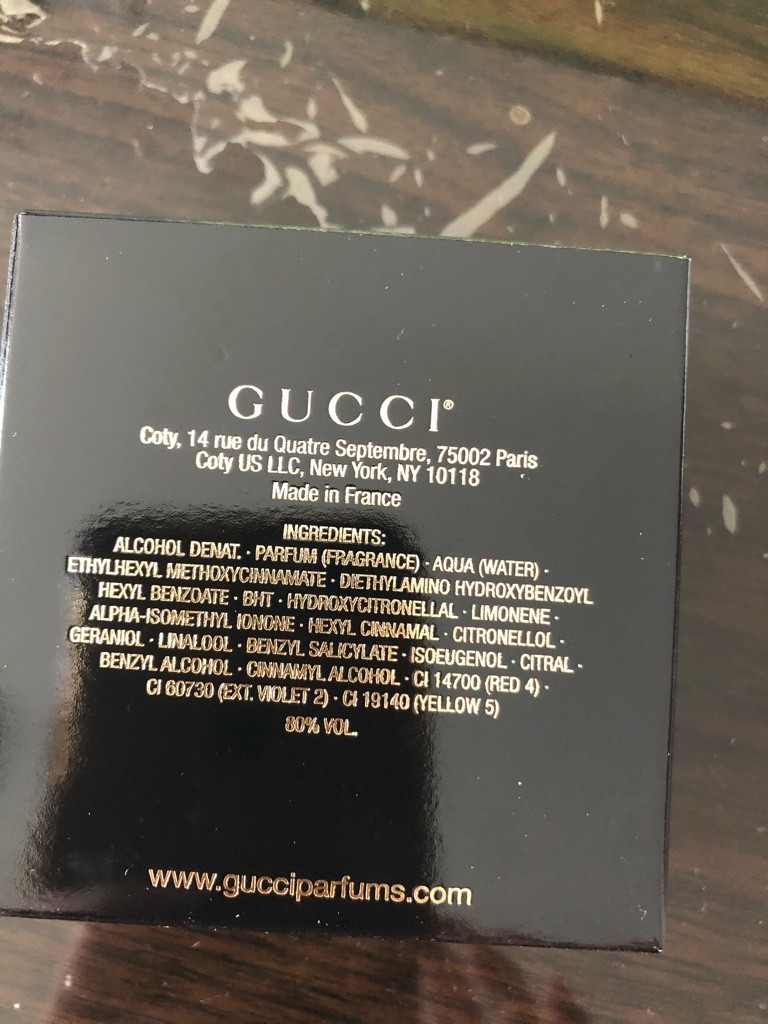 GUCCI®
Coty, 14 rue du Quatre Septembre, 75002 Paris
Coty US LLC, New York, NY 10118
Made in France
INGREDIENTS:
ALCOHOL DENAT. · PARFUM (FRAGRANCE) · AQUA (WATER) ·
ETHYLHEXYL METHOXYCINNAMATE · DIETHYLAMINO HYDROXYBENZOYL
HEXYL BENZOATE · BHT · HYDROXYCITRONELLAL · LIMONENE ·
ALPHA-ISOMETHYL IONONE · HEXYL CINNAMAL · CITRONELLOL ·
GERANIOL · LINALOOL · BENZYL SALICYLATE · ISOEUGENOL · CITRAL ·
BENZYL ALCOHOL · CINNAMYL ALCOHOL · CI 14700 (RED 4) ·
CI 60730 (EXT. VIOLET 2) · CI 19140 (YELLOW 5)
80% VOL.
www.gucciparfums.com